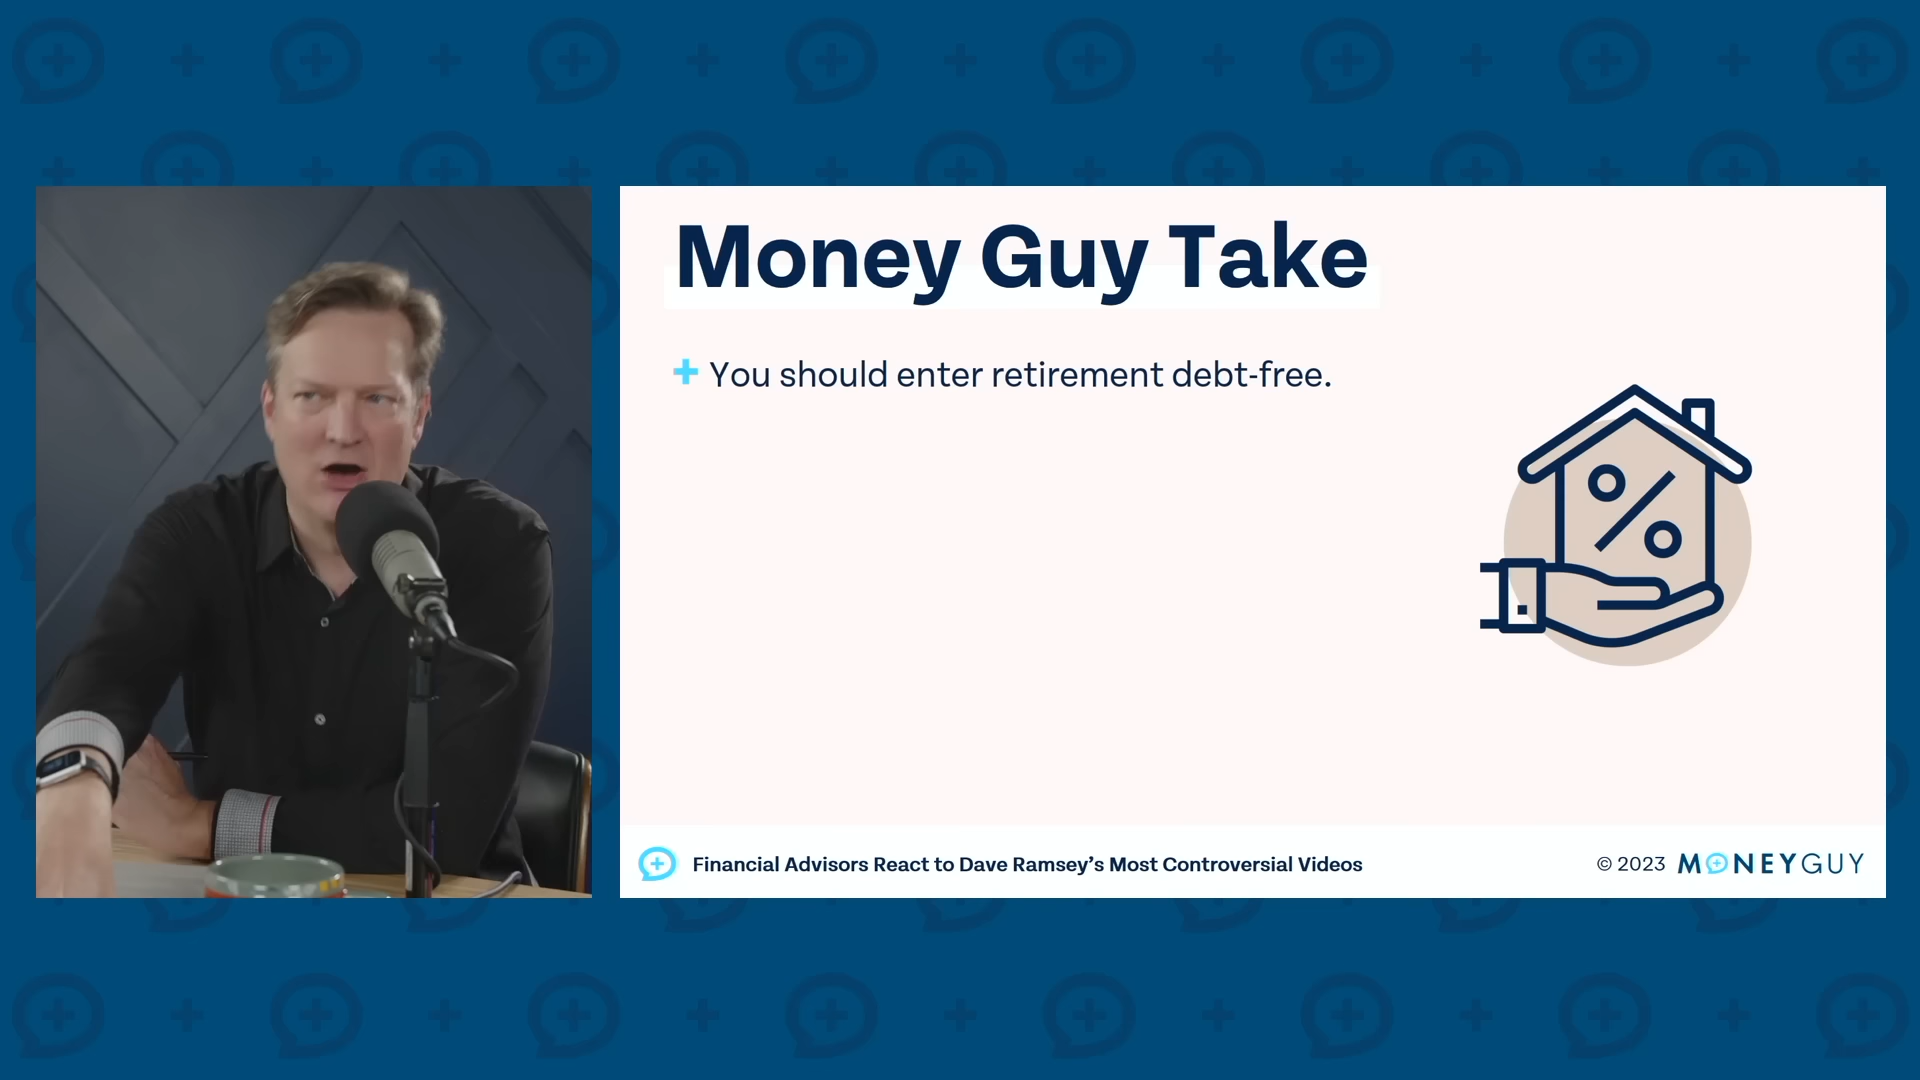 Money Guy Take
You should enter retirement debt-free.
Financial Advisors React to Dave Ramsey’s Most Controversial Videos
© 2023 MONEYGUY